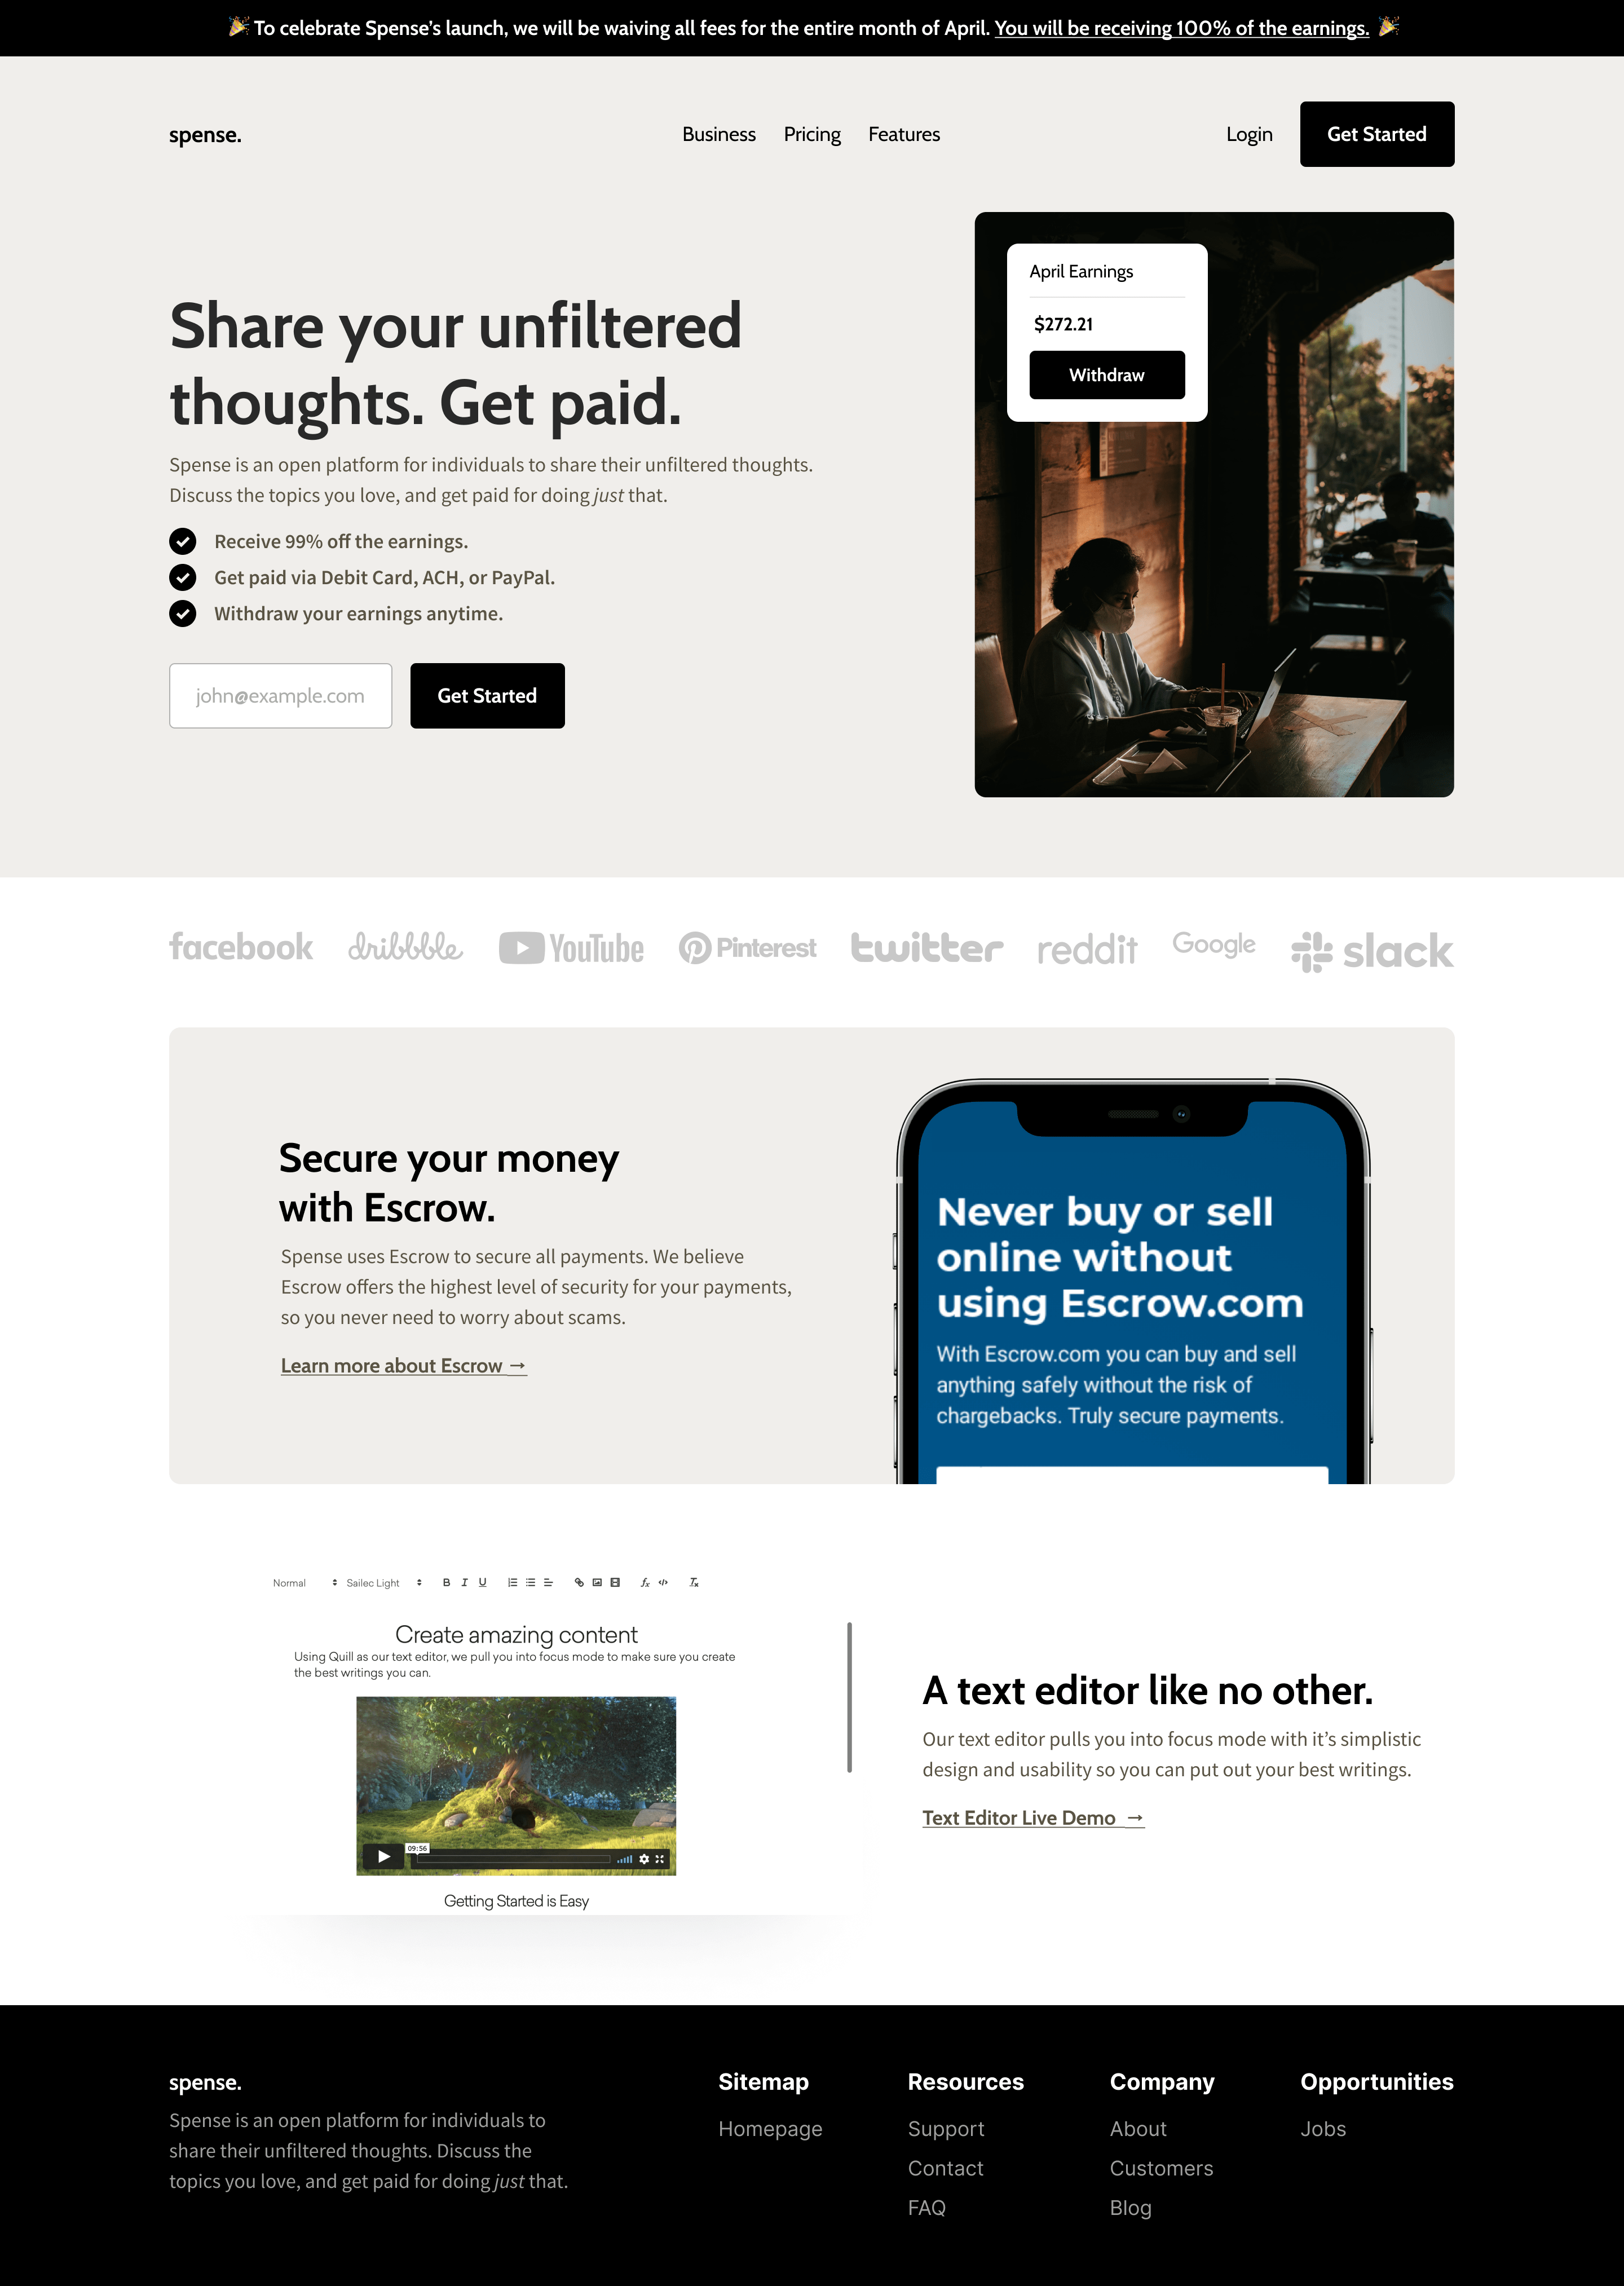 🎉 To celebrate Spense’s launch, we will be waiving all fees for the entire month of April. You will be receiving 100% of the earnings. 🎉
spense.
Business Pricing Features
Login Get Started
Share your unfiltered
thoughts. Get paid.
Spense is an open platform for individuals to share their unfiltered thoughts.
Discuss the topics you love, and get paid for doing just that.
Receive 99% off the earnings.
Get paid via Debit Card, ACH, or PayPal.
Withdraw your earnings anytime.
john@example.com Get Started
April Earnings
$272.21
Withdraw
facebook dribbble YouTube Pinterest twitter reddit Google slack
Secure your money
with Escrow.
Spense uses Escrow to secure all payments. We believe
Escrow offers the highest level of security for your payments,
so you never need to worry about scams.
Learn more about Escrow →
Never buy or sell
online without
using Escrow.com
With Escrow.com you can buy and sell
anything safely without the risk of
chargebacks. Truly secure payments.
Normal Sailec Light B I U
Create amazing content
Using Quill as our text editor, we pull you into focus mode to make sure you create
the best writings you can.
09:56
Getting Started is Easy
A text editor like no other.
Our text editor pulls you into focus mode with it’s simplistic
design and usability so you can put out your best writings.
Text Editor Live Demo →
spense.
Spense is an open platform for individuals to
share their unfiltered thoughts. Discuss the
topics you love, and get paid for doing just that.
Sitemap
Homepage
Resources
Support
Contact
FAQ
Company
About
Customers
Blog
Opportunities
Jobs